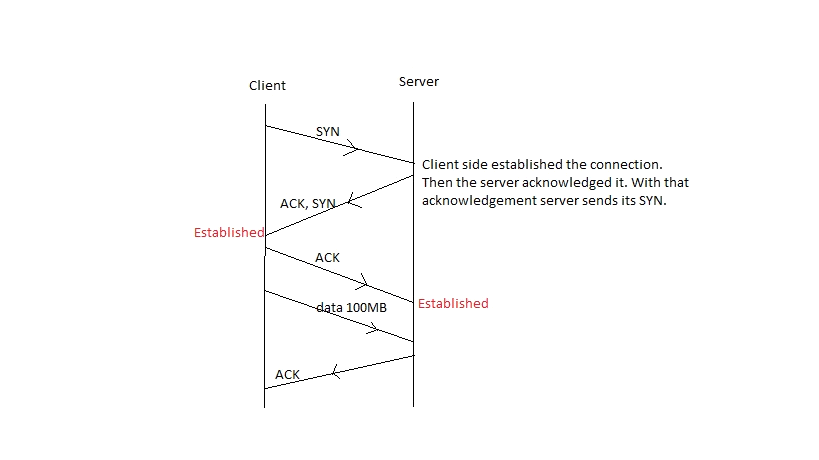 Client
Server
SYN
Client side established the connection.
Then the server acknowledged it. With that
acknowledgement server sends its SYN.
ACK, SYN
Established
ACK
Established
data 100MB
ACK